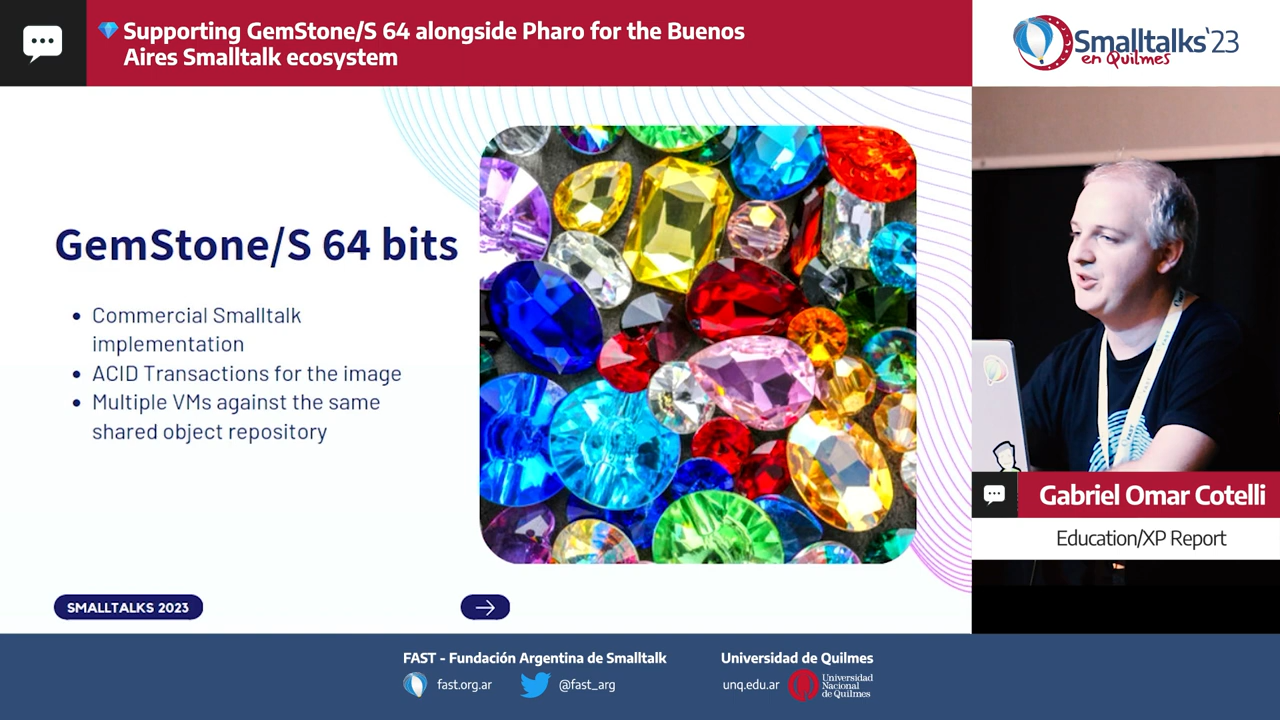 Supporting GemStone/S 64 alongside Pharo for the Buenos
Aires Smalltalk ecosystem
Smalltalks'23
en Quilmes
GemStone/S 64 bits
Commercial Smalltalk
implementation
ACID Transactions for the image
Multiple VMs against the same
shared object repository
SMALLTALKS 2023
Gabriel Omar Cotelli
Education/XP Report
FAST - Fundación Argentina de Smalltalk
fast.org.ar
@fast_arg
Universidad de Quilmes
unq.edu.ar
Universidad
Nacional
de Quilmes